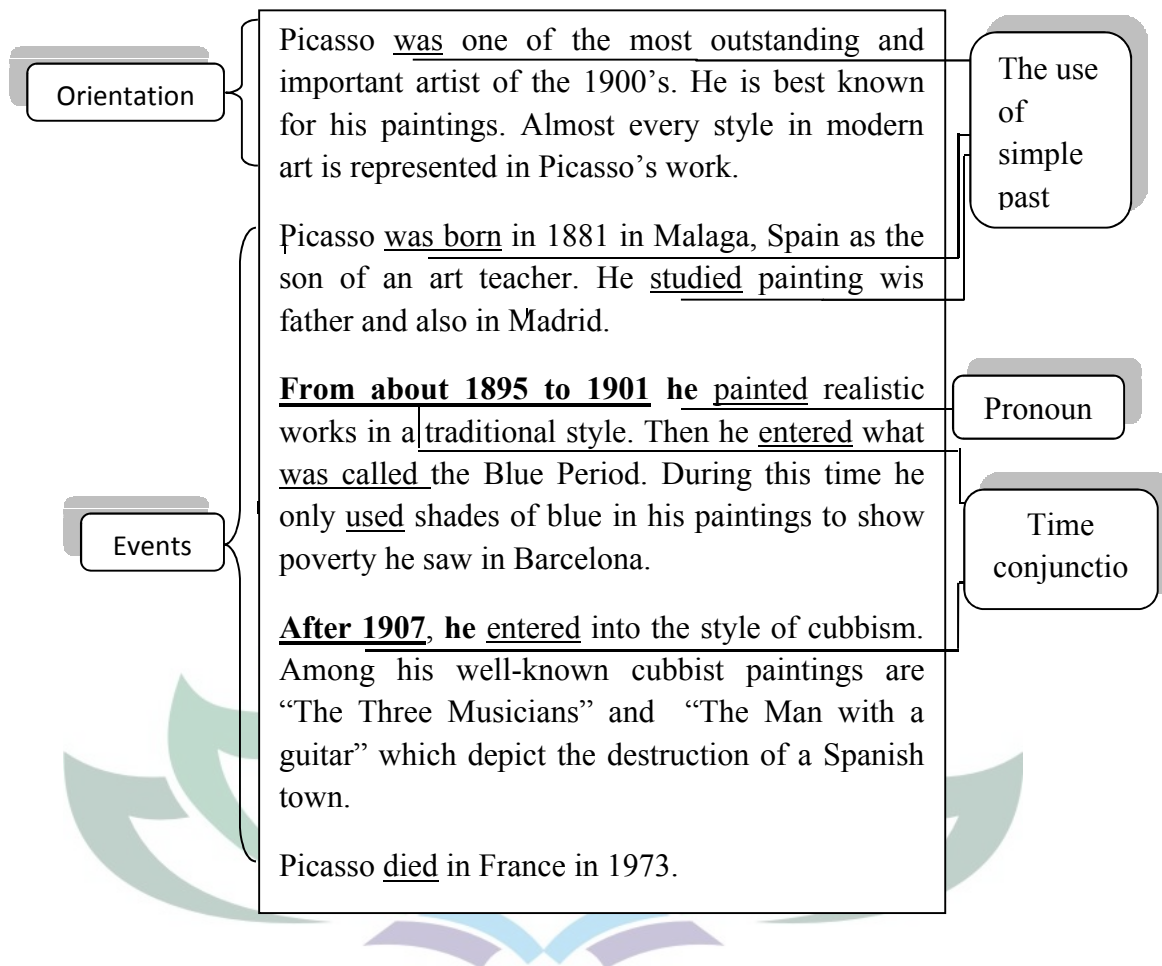 Orientation
Picasso was one of the most outstanding and
important artist of the 1900's. He is best known
for his paintings. Almost every style in modern
art is represented in Picasso's work.
The use
of
simple
past
Picasso was born in 1881 in Malaga, Spain as the
son of an art teacher. He studied painting wis
father and also in Madrid.
From about 1895 to 1901 he painted realistic
works in a traditional style. Then he entered what
was called the Blue Period. During this time he
only used shades of blue in his paintings to show
poverty he saw in Barcelona.
Pronoun
Events
Time
conjunctio
After 1907, he entered into the style of cubbism.
Among his well-known cubbist paintings are
“The Three Musicians” and “The Man with a
guitar” which depict the destruction of a Spanish
town.
Picasso died in France in 1973.